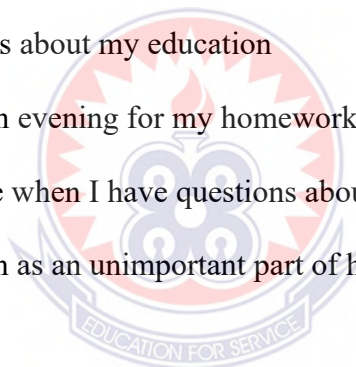 s about my education
n evening for my homework
e when I have questions abou
n as an unimportant part of h
EDUCATION FOR SERVICE